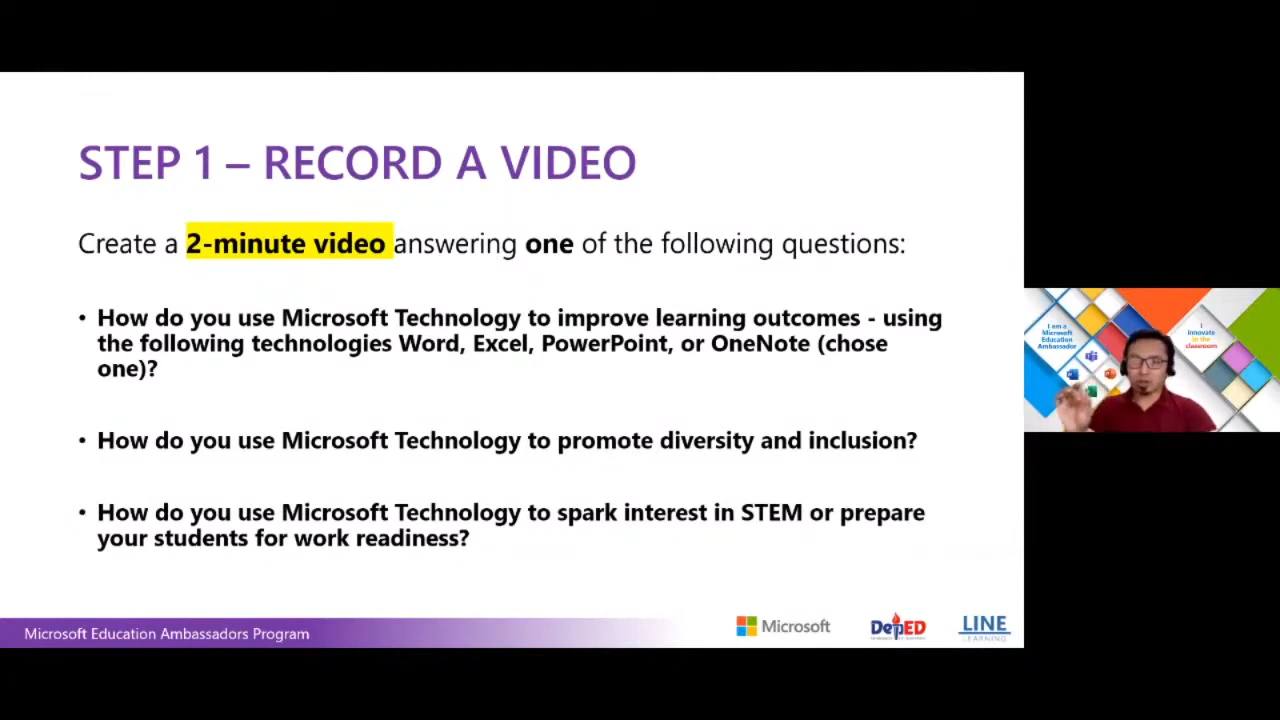 STEP 1 – RECORD A VIDEO
Create a 2-minute video answering one of the following questions:
• How do you use Microsoft Technology to improve learning outcomes - using
the following technologies Word, Excel, PowerPoint, or OneNote (chose
one)?
• How do you use Microsoft Technology to promote diversity and inclusion?
• How do you use Microsoft Technology to spark interest in STEM or prepare
your students for work readiness?
Microsoft Education Ambassadors Program
Microsoft
DepED
LINE
LEARNING
I am a
Microsoft
Education
Ambassador
I
innovate
in the
classroom